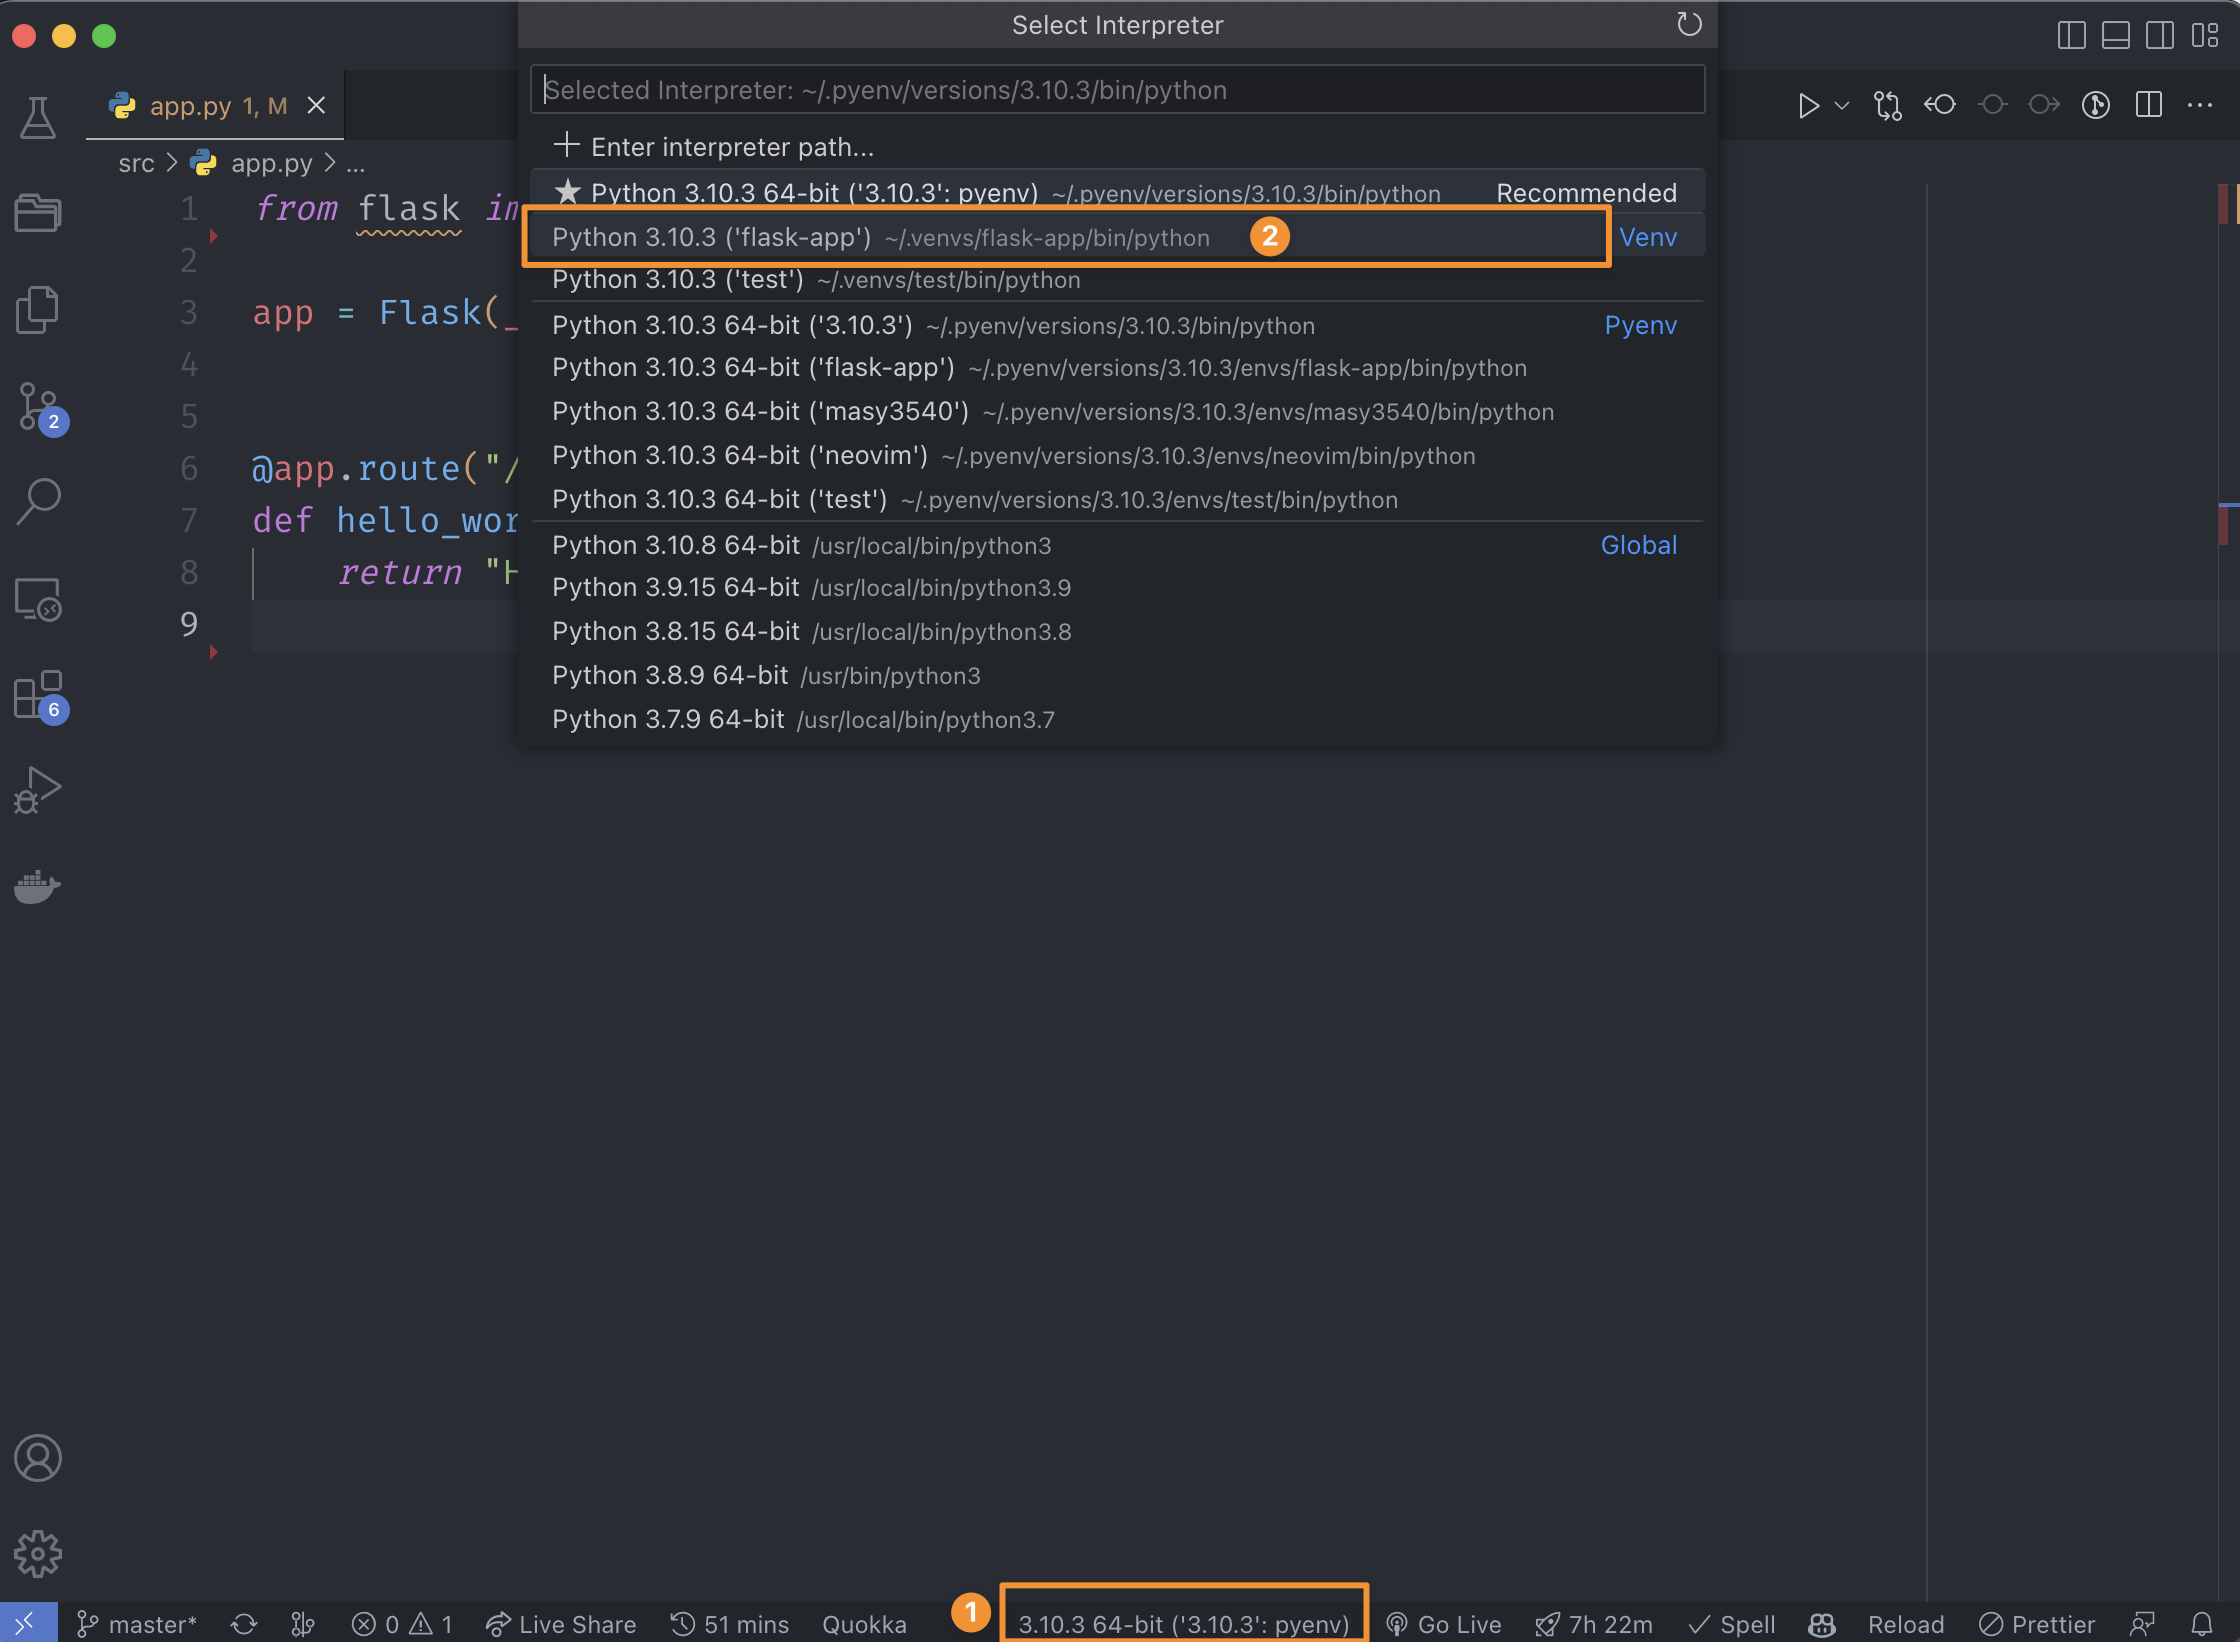 Select Interpreter
Selected Interpreter: ~/.pyenv/versions/3.10.3/bin/python
Enter interpreter path...
Python 3.10.3 64-bit ('3.10.3': pyenv) ~/.pyenv/versions/3.10.3/bin/python Recommended
Python 3.10.3 ('flask-app') ~/.venvs/flask-app/bin/python 2 Venv
Python 3.10.3 ('test') ~/.venvs/test/bin/python
Python 3.10.3 64-bit ('3.10.3') ~/.pyenv/versions/3.10.3/bin/python Pyenv
Python 3.10.3 64-bit ('flask-app') ~/.pyenv/versions/3.10.3/envs/flask-app/bin/python
Python 3.10.3 64-bit ('masy3540') ~/.pyenv/versions/3.10.3/envs/masy3540/bin/python
Python 3.10.3 64-bit ('neovim') ~/.pyenv/versions/3.10.3/envs/neovim/bin/python
Python 3.10.3 64-bit ('test') ~/.pyenv/versions/3.10.3/envs/test/bin/python
Python 3.10.8 64-bit /usr/local/bin/python3 Global
Python 3.9.15 64-bit /usr/local/bin/python3.9
Python 3.8.15 64-bit /usr/local/bin/python3.8
Python 3.8.9 64-bit /usr/bin/python3
Python 3.7.9 64-bit /usr/local/bin/python3.7
app.py 1, M
src > app.py > ...
1 from flask im
2
3 app = Flask(_
4
5
6 @app.route("/
7 def hello_wor
8 return "H
9
2
6
master* 0 1 Live Share 51 mins Quokka 1 3.10.3 64-bit ('3.10.3': pyenv) Go Live 7h 22m Spell Reload Prettier